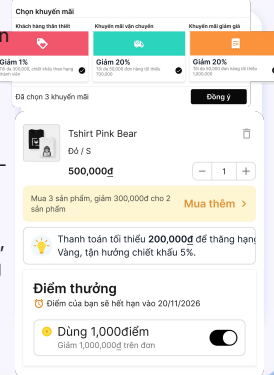 Chọn khuyến mãi
Khách hàng thân thiết
Khuyến mãi vận chuyển
Khuyến mãi giảm giá
Giảm 1%
Giảm 20%
Giảm 20%
Đã chọn 3 khuyến mãi
Đồng ý
Tshirt Pink Bear
Đỏ / S
500,000đ
- 1 +
Mua 3 sản phẩm, giảm 300,000đ cho 2
sản phẩm
Mua thêm >
Thanh toán tối thiểu 200,000đ để thăng hạng
Vàng, tận hưởng chiết khấu 5%.
Điểm thưởng
Điểm của bạn sẽ hết hạn vào 20/11/2026
Dùng 1,000điểm
Giảm 1,000,000đ trên đơn